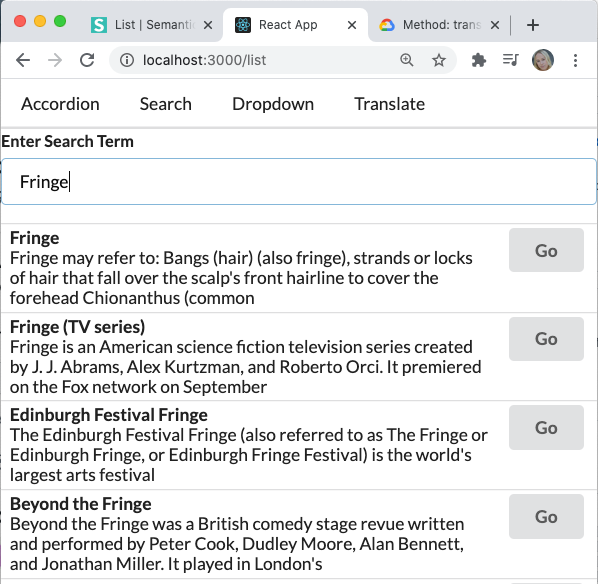 List | Semantic
React App
Method: trans
localhost:3000/list
Accordion Search Dropdown Translate
Enter Search Term
Fringe
Fringe
Go
Fringe may refer to: Bangs (hair) (also fringe), strands or locks
of hair that fall over the scalp's front hairline to cover the
forehead Chionanthus (common
Fringe (TV series)
Go
Fringe is an American science fiction television series created
by J. J. Abrams, Alex Kurtzman, and Roberto Orci. It premiered
on the Fox network on September
Edinburgh Festival Fringe
Go
The Edinburgh Festival Fringe (also referred to as The Fringe or
Edinburgh Fringe, or Edinburgh Fringe Festival) is the world's
largest arts festival
Beyond the Fringe
Go
Beyond the Fringe was a British comedy stage revue written
and performed by Peter Cook, Dudley Moore, Alan Bennett,
and Jonathan Miller. It played in London's